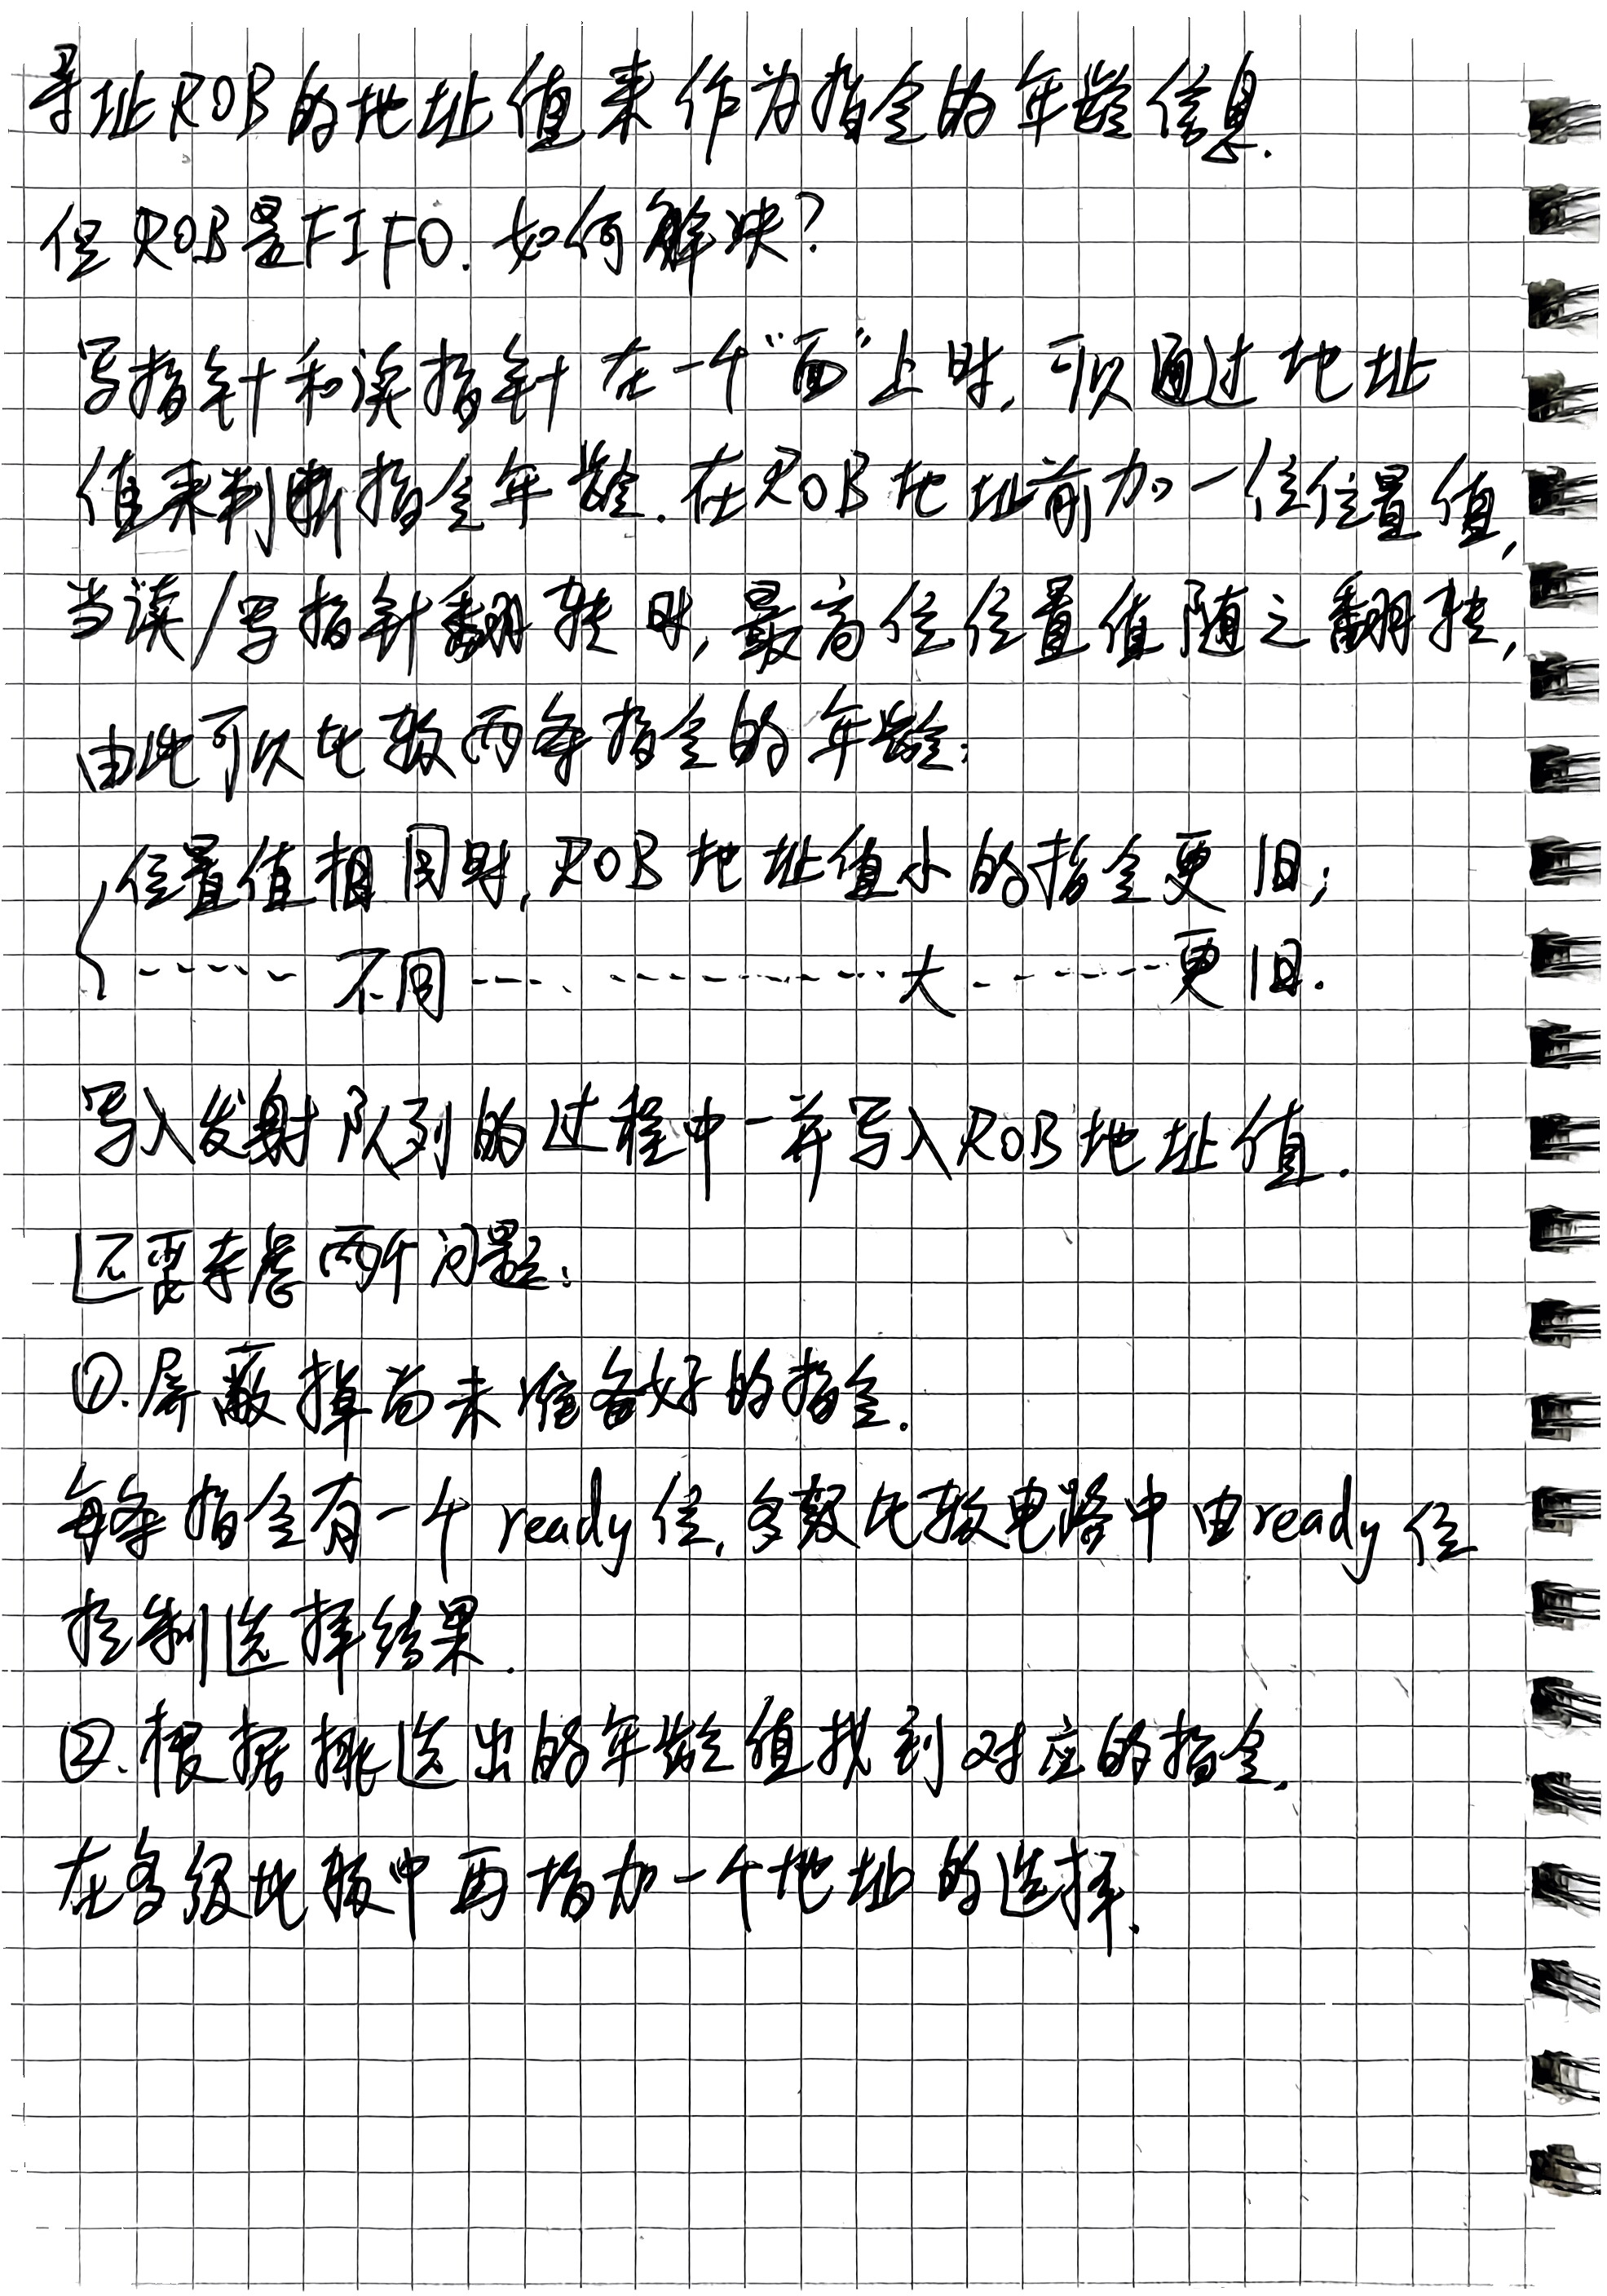 寻址ROB的地址值来作为指令的年龄信息.
但ROB是FIFO.如何解决?
写指针和读指针在一个“面”上时,可以通过地址
值来判断指令年龄.在ROB地址前加一位位置值,
当读/写指针翻转时,最高位位置值随之翻转,
由此可以比较两条指令的年龄:
位置值相同时,ROB地址值小的指令更旧;
----- 不同 ------------- 大 ------ 更旧.
写入发射队列的过程中一并写入ROB地址值.
还要考虑两个问题:
①.屏蔽掉尚未准备好的指令.
每条指令有一个ready位,多级比较电路中由ready位
控制选择结果.
②.根据挑选出的年龄值找到对应的指令.
在多级比较中再增加一个地址的选择.